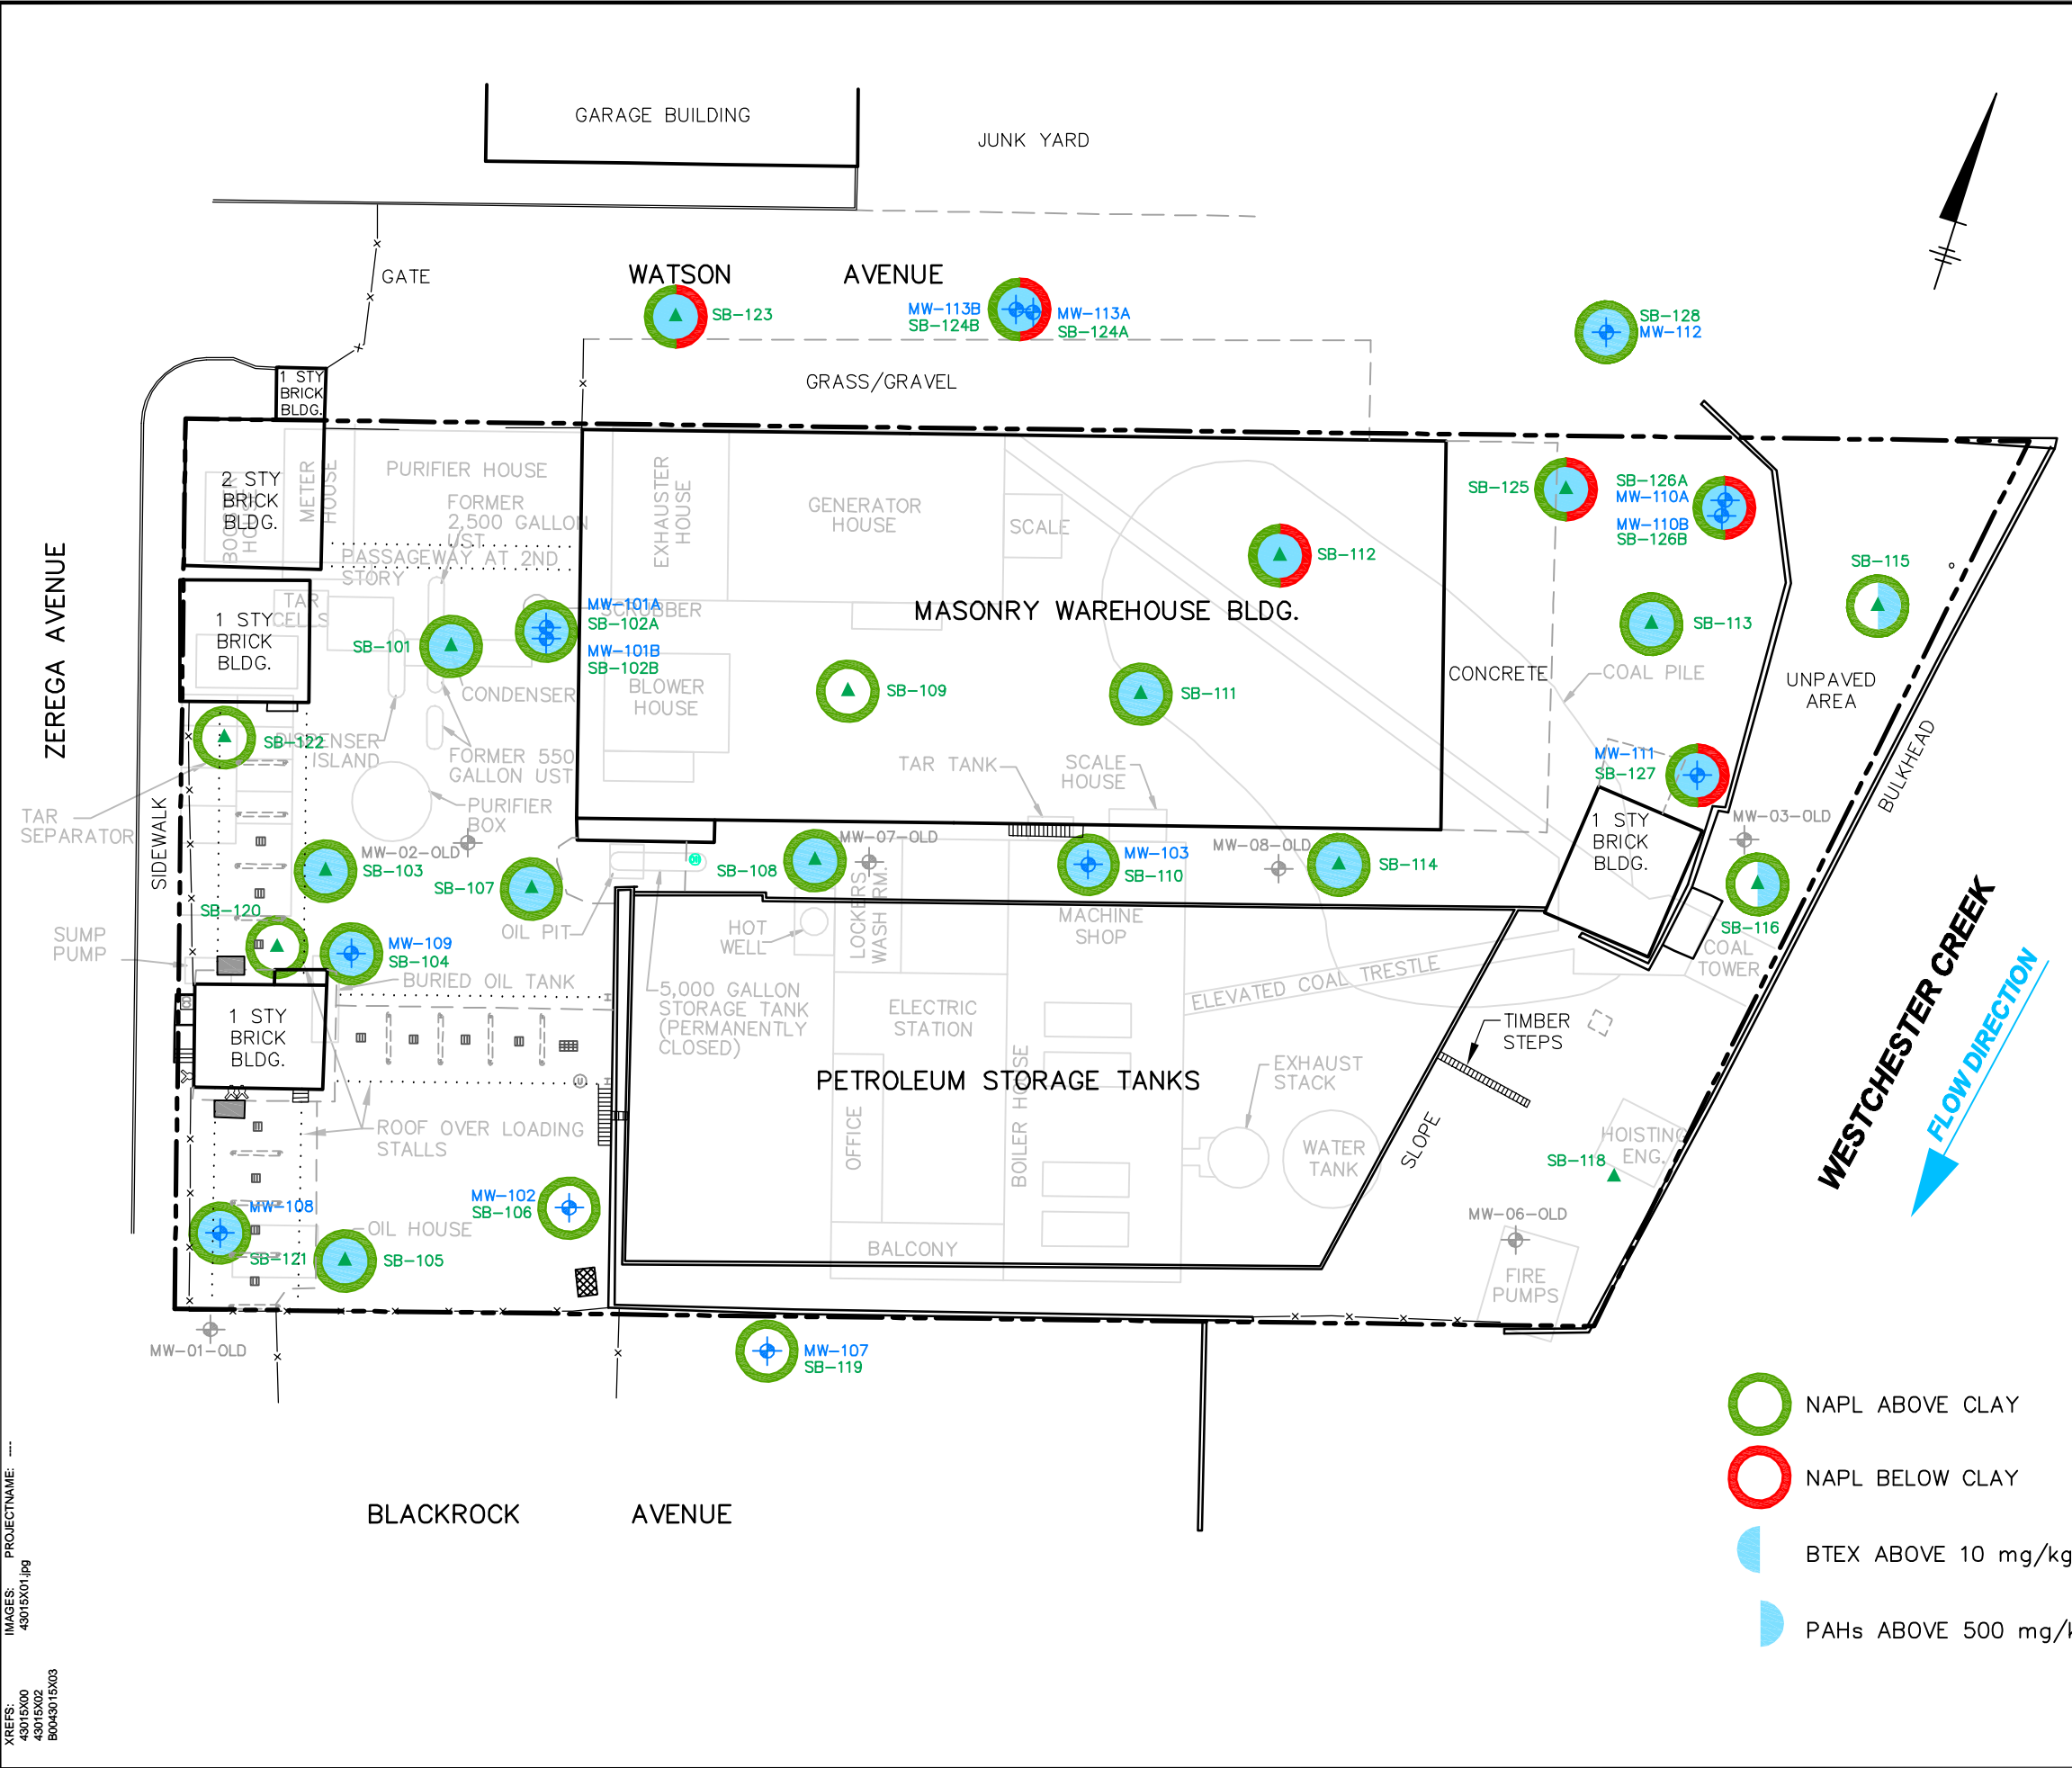 GARAGE BUILDING
JUNK YARD
GATE
WATSON AVENUE
SB-123
MW-113B
SB-124B
MW-113A
SB-124A
SB-128
MW-112
GRASS/GRAVEL
1 STY
BRICK
BLDG.
2 STY
BRICK
BLDG.
METER
HOUSE
PURIFIER HOUSE
FORMER
2,500 GALLON
UST
PASSAGEWAY AT 2ND
STORY
EXHAUSTER
HOUSE
GENERATOR
HOUSE
SCALE
SB-112
SB-125
SB-126A
MW-110A
MW-110B
SB-126B
SB-115
ZEREGA AVENUE
1 STY
BRICK
BLDG.
TAR
CELLS
SB-101
MW-101A
SB-102A
MW-101B
SB-102B
SCRUBBER
MASONRY WAREHOUSE BLDG.
SB-113
CONDENSER
BLOWER
HOUSE
SB-109
SB-111
CONCRETE
COAL PILE
UNPAVED
AREA
SB-122
DISPENSER
ISLAND
FORMER 550
GALLON UST
TAR TANK
SCALE
HOUSE
MW-111
SB-127
BULKHEAD
TAR
SEPARATOR
SIDEWALK
PURIFIER
BOX
MW-02-OLD
SB-103
SB-107
SB-108
MW-07-OLD
MW-103
SB-110
MW-08-OLD
SB-114
1 STY
BRICK
BLDG.
MW-03-OLD
SB-116
SB-120
SUMP
PUMP
MW-109
SB-104
OIL PIT
HOT
WELL
LOCKERS
WASH RM.
MACHINE
SHOP
COAL
TOWER
BURIED OIL TANK
5,000 GALLON
STORAGE TANK
(PERMANENTLY
CLOSED)
ELECTRIC
STATION
ELEVATED COAL TRESTLE
1 STY
BRICK
BLDG.
TIMBER
STEPS
WESTCHESTER CREEK
FLOW DIRECTION
BOILER HOUSE
PETROLEUM STORAGE TANKS
EXHAUST
STACK
ROOF OVER LOADING
STALLS
OFFICE
WATER
TANK
SLOPE
HOISTING
ENG.
SB-118
MW-108
SB-121
OIL HOUSE
SB-105
MW-102
SB-106
BALCONY
MW-06-OLD
FIRE
PUMPS
MW-01-OLD
MW-107
SB-119
BLACKROCK AVENUE
NAPL ABOVE CLAY
NAPL BELOW CLAY
BTEX ABOVE 10 mg/kg
PAHs ABOVE 500 mg/
XREFS: IMAGES: PROJECTNAME: ----
43015X00 43015X01.jpg
43015X02
B0043015X03